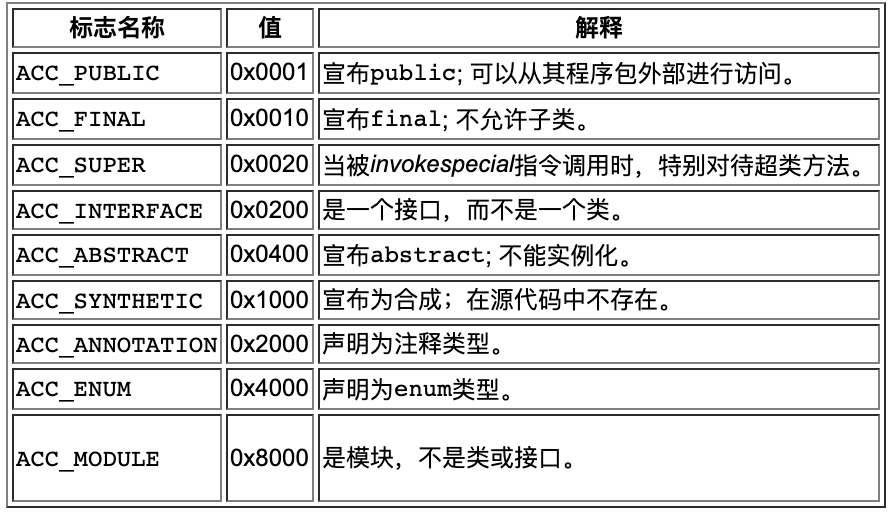 标志名称 值 解释
ACC_PUBLIC 0x0001 宣布public; 可以从其程序包外部进行访问。
ACC_FINAL 0x0010 宣布final; 不允许子类。
ACC_SUPER 0x0020 当被invokespecial指令调用时，特别对待超类方法。
ACC_INTERFACE 0x0200 是一个接口，而不是一个类。
ACC_ABSTRACT 0x0400 宣布abstract; 不能实例化。
ACC_SYNTHETIC 0x1000 宣布为合成；在源代码中不存在。
ACC_ANNOTATION 0x2000 声明为注释类型。
ACC_ENUM 0x4000 声明为enum类型。
ACC_MODULE 0x8000 是模块，不是类或接口。